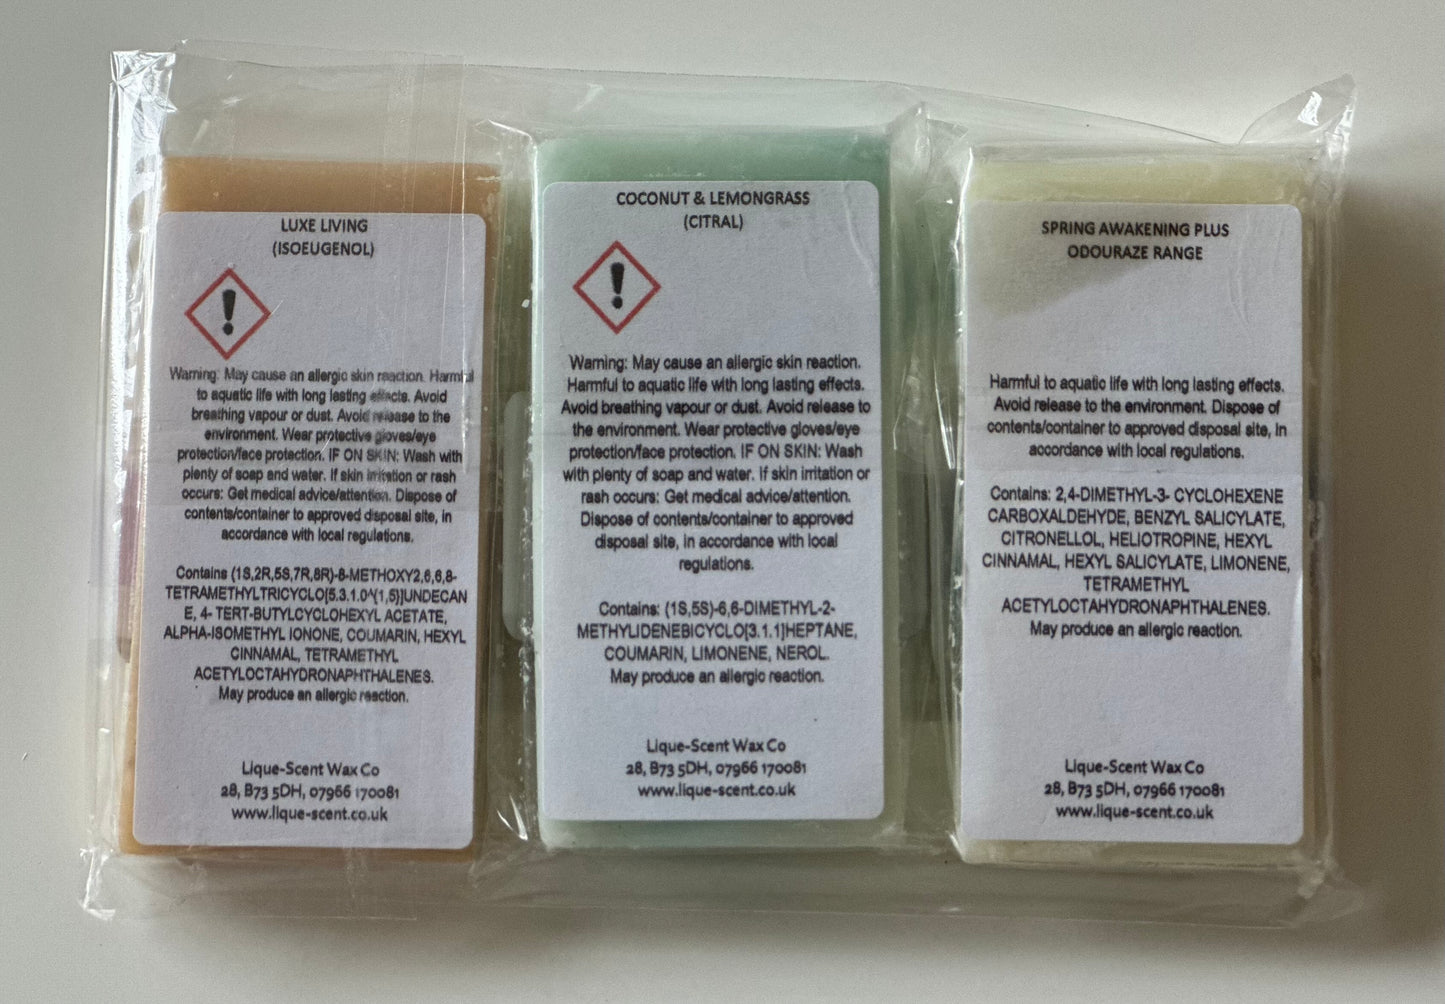 LUXE LIVING
(ISOEUGENOL)
Warning: May cause an allergic skin reaction. Harmful
to aquatic life with long lasting effects. Avoid
breathing vapour or dust. Avoid release to the
environment. Wear protective gloves/eye
protection/face protection. IF ON SKIN: Wash with
plenty of soap and water. If skin irritation or rash
occurs: Get medical advice/attention. Dispose of
contents/container to approved disposal site, in
accordance with local regulations.
Contains (1S,2R,5S,7R,8R)-8-METHOXY2,6,6,8-
TETRAMETHYLTRICYCLO[5.3.1.0^(1,5)]UNDECAN
E, 4- TERT-BUTYLCYCLOHEXYL ACETATE,
ALPHA-ISOMETHYL IONONE, COUMARIN, HEXYL
CINNAMAL, TETRAMETHYL
ACETYLOCTAHYDRONAPHTHALENES.
May produce an allergic reaction.
Lique-Scent Wax Co
28, B73 5DH, 07966 170081
www.lique-scent.co.uk
COCONUT & LEMONGRASS
(CITRAL)
Warning: May cause an allergic skin reaction.
Harmful to aquatic life with long lasting effects.
Avoid breathing vapour or dust. Avoid release to
the environment. Wear protective gloves/eye
protection/face protection. IF ON SKIN: Wash
with plenty of soap and water. If skin irritation or
rash occurs: Get medical advice/attention.
Dispose of contents/container to approved
disposal site, in accordance with local
regulations.
Contains: (1S,5S)-6,6-DIMETHYL-2-
METHYLIDENEBICYCLO[3.1.1]HEPTANE,
COUMARIN, LIMONENE, NEROL.
May produce an allergic reaction.
Lique-Scent Wax Co
28, B73 5DH, 07966 170081
www.lique-scent.co.uk
SPRING AWAKENING PLUS
ODOURAZE RANGE
Harmful to aquatic life with long lasting effects.
Avoid release to the environment. Dispose of
contents/container to approved disposal site, in
accordance with local regulations.
Contains: 2,4-DIMETHYL-3- CYCLOHEXENE
CARBOXALDEHYDE, BENZYL SALICYLATE,
CITRONELLOL, HELIOTROPINE, HEXYL
CINNAMAL, HEXYL SALICYLATE, LIMONENE,
TETRAMETHYL
ACETYLOCTAHYDRONAPHTHALENES.
May produce an allergic reaction.
Lique-Scent Wax Co
28, B73 5DH, 07966 170081
www.lique-scent.co.uk